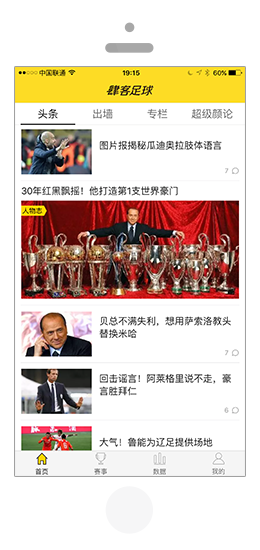 中国联通 19:15 60%
肆客足球
头条 出墙 专栏 超级颜论
图片报揭秘瓜迪奥拉肢体语言
7
30年红黑飘摇！他打造第1支世界豪门
人物志
贝总不满失利，想用萨索洛教头
替换米哈
7
回击谣言！阿莱格里说不走，豪
言胜拜仁
6
大气！鲁能为辽足提供场地
首页 赛事 数据 我的